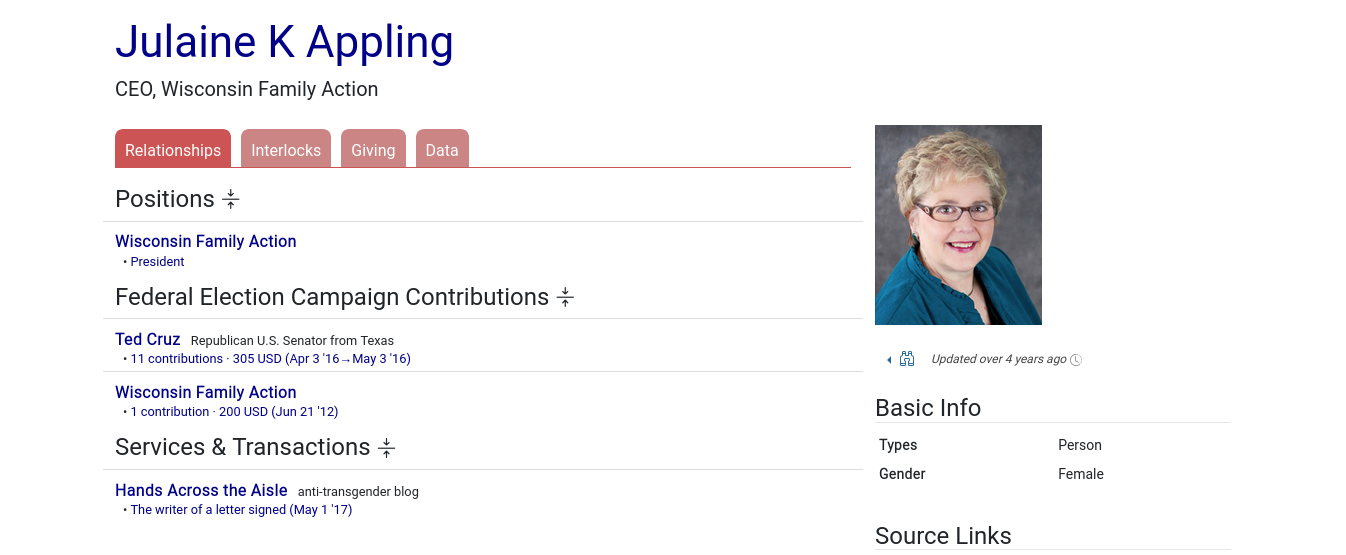 Julaine K Appling
CEO, Wisconsin Family Action
Relationships Interlocks Giving Data
Positions
Wisconsin Family Action
• President
Federal Election Campaign Contributions
Ted Cruz Republican U.S. Senator from Texas
• 11 contributions · 305 USD (Apr 3 '16→May 3 '16)
Wisconsin Family Action
• 1 contribution · 200 USD (Jun 21 '12)
Services & Transactions
Hands Across the Aisle anti-transgender blog
• The writer of a letter signed (May 1 '17)
Updated over 4 years ago
Basic Info
Types Person
Gender Female
Source Links